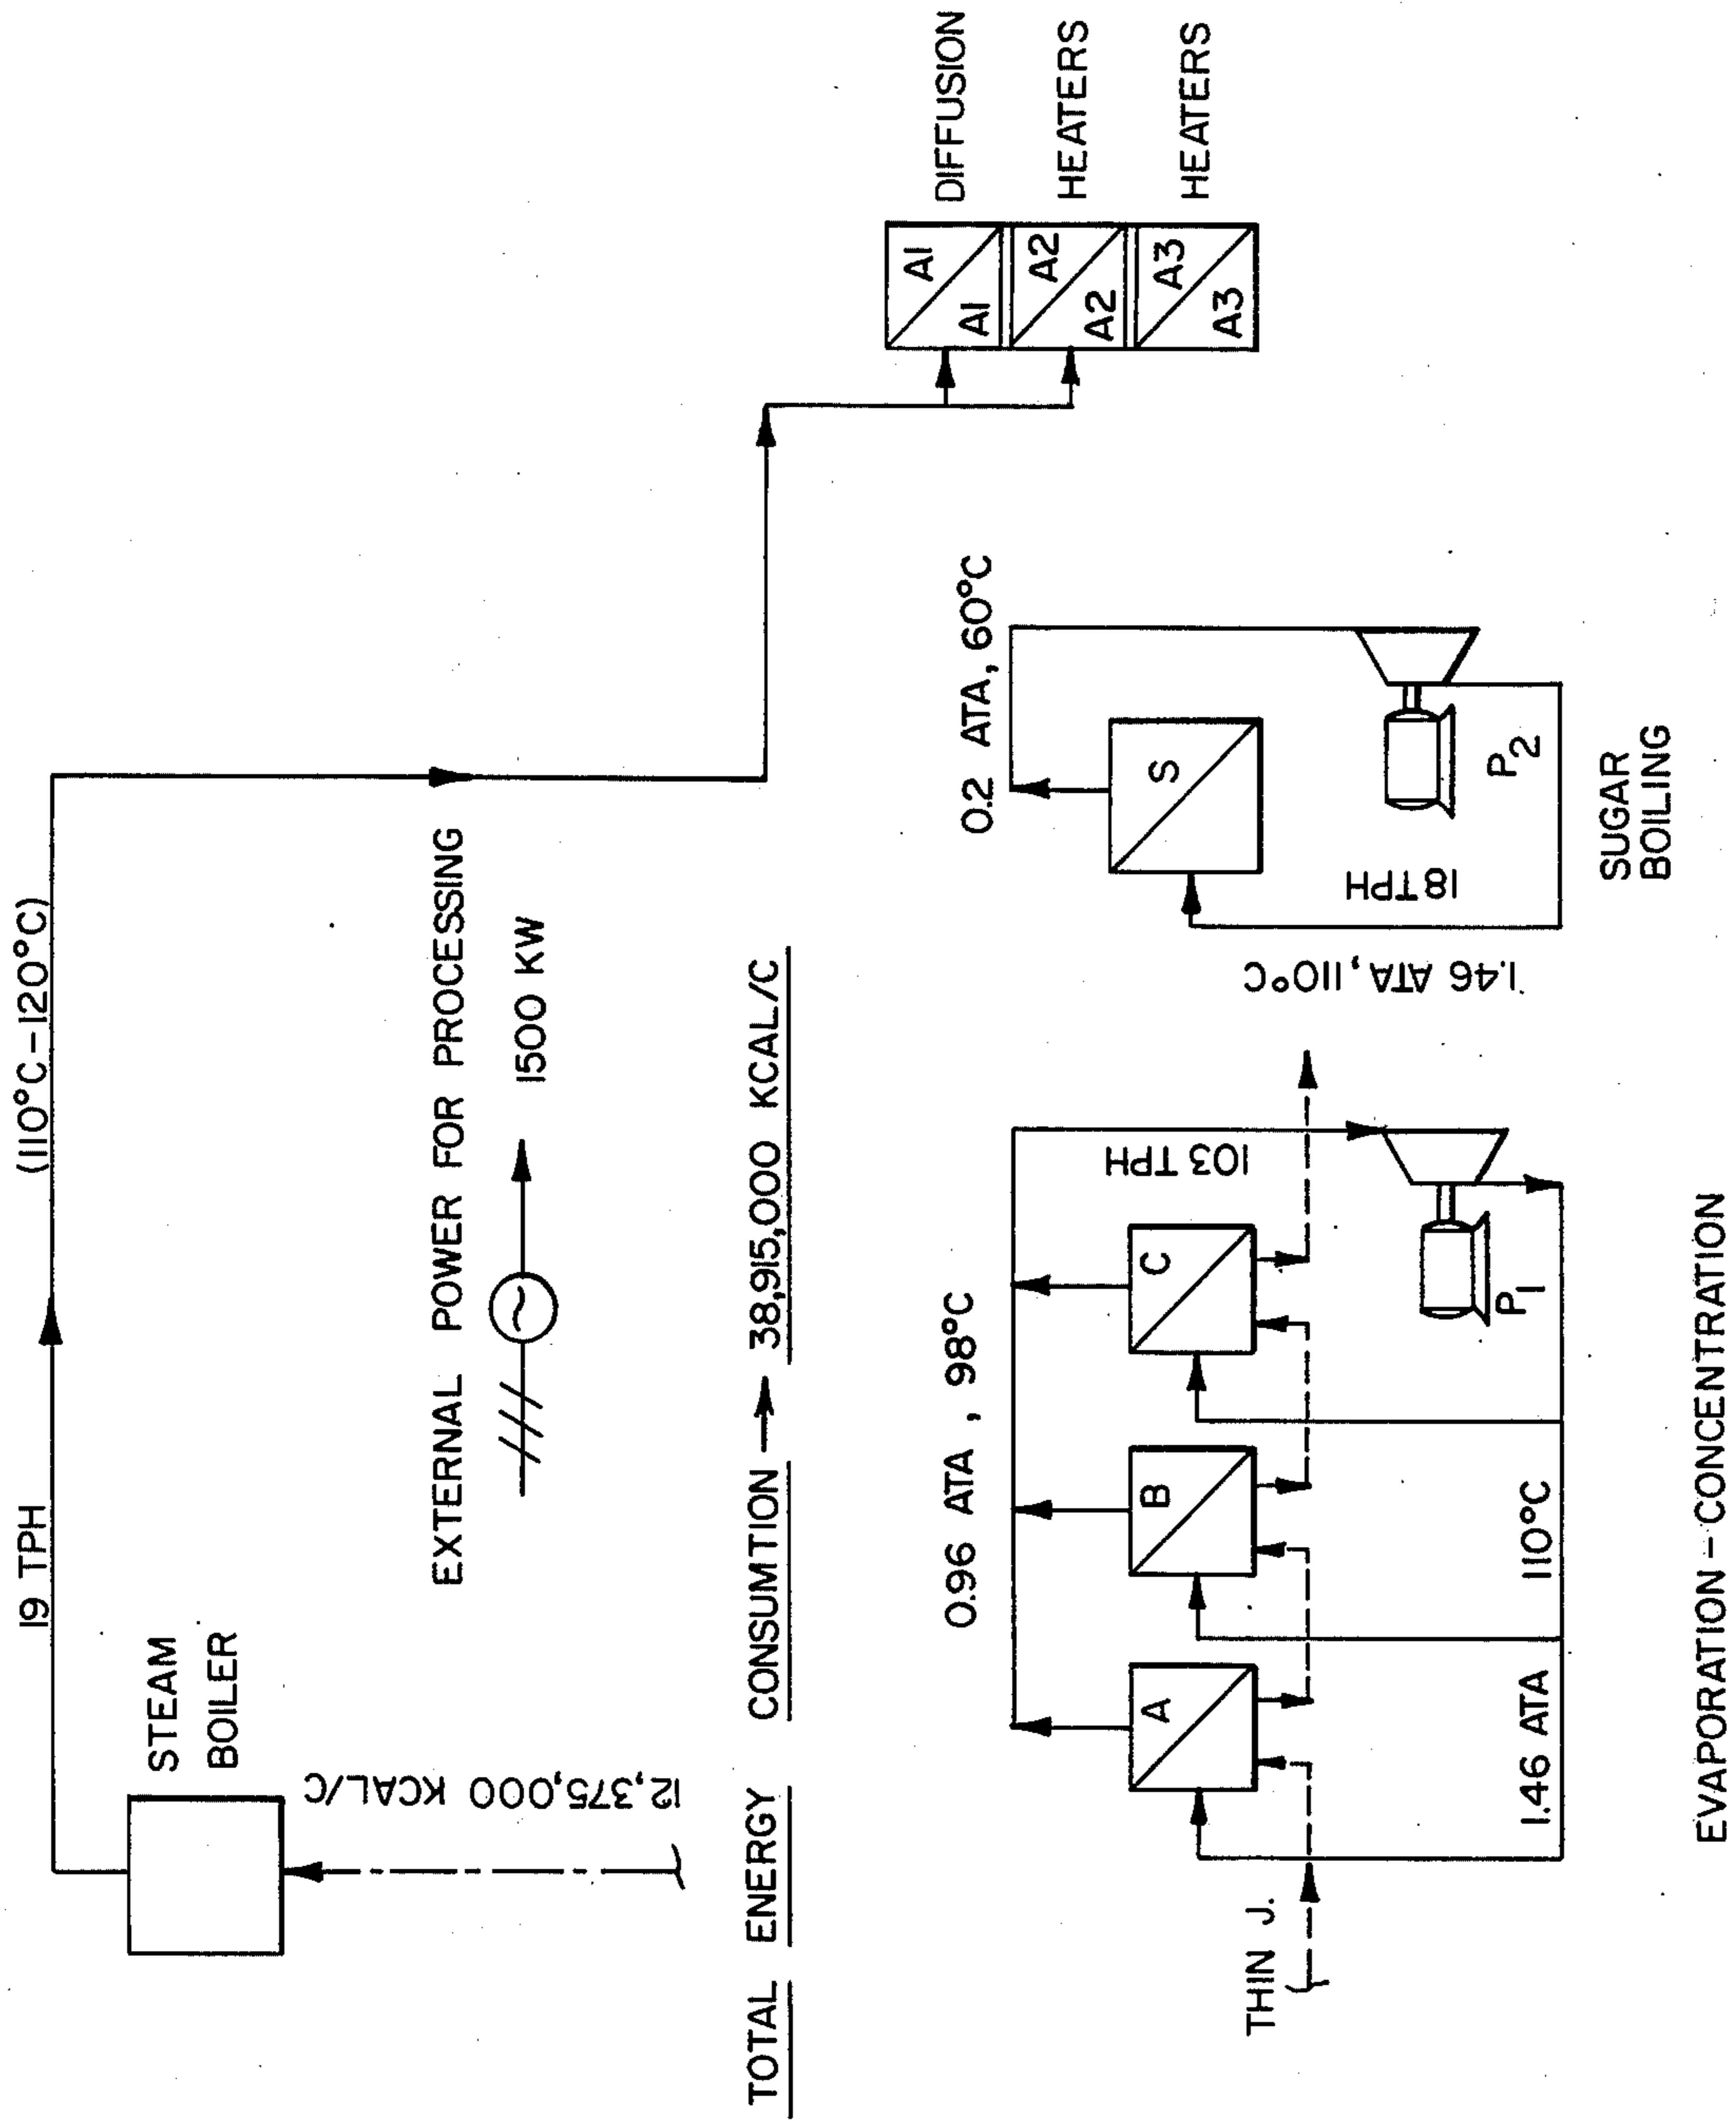 19 TPH
(110°C-120°C)
STEAM
BOILER
12,375,000 KCAL/C
EXTERNAL POWER FOR PROCESSING
1500 KW
TOTAL ENERGY CONSUMTION → 38,915,000 KCAL/C
DIFFUSION
HEATERS
HEATERS
A1
A1
A2
A2
A3
A3
0.96 ATA, 98°C
THIN J.
A
B
C
103 TPH
P1
1.46 ATA
110°C
EVAPORATION-CONCENTRATION
0.2 ATA, 60°C
S
18 TPH
1.46 ATA, 110°C
P2
SUGAR
BOILING